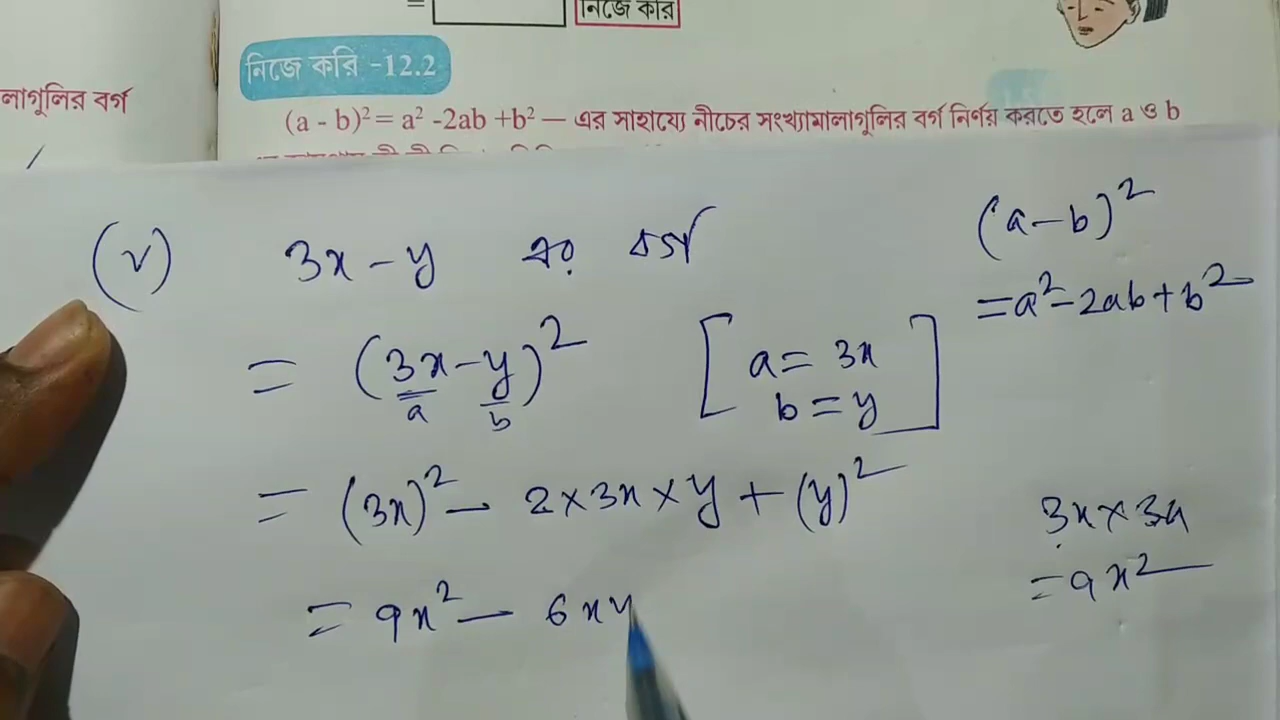 = নিজে করি
নিজে করি -12.2
লাগুলির বর্গ
(a - b)² = a² -2ab +b² — এর সাহায্যে নীচের সংখ্যামালাগুলির বর্গ নির্ণয় করতে হলে a ও b
(v) 3x - y এর বর্গ
(a-b)²
= a² - 2ab + b²
= (3x - y)² [a = 3x
a b b = y]
= (3x)² - 2×3x×y + (y)²
3x × 3x
= 9x²
= 9x² - 6xy